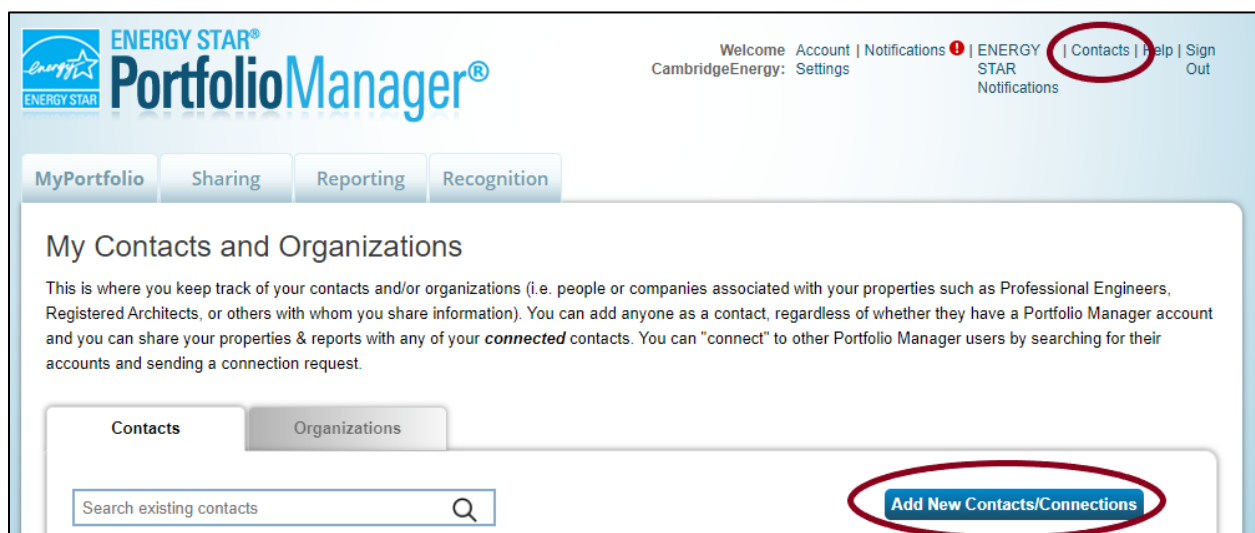 ENERGY STAR®
PortfolioManager®
energy
ENERGY STAR
Welcome CambridgeEnergy: Account Settings | Notifications ! | ENERGY STAR Notifications | Contacts | Help | Sign Out
MyPortfolio Sharing Reporting Recognition
My Contacts and Organizations
This is where you keep track of your contacts and/or organizations (i.e. people or companies associated with your properties such as Professional Engineers,
Registered Architects, or others with whom you share information). You can add anyone as a contact, regardless of whether they have a Portfolio Manager account
and you can share your properties & reports with any of your connected contacts. You can "connect" to other Portfolio Manager users by searching for their
accounts and sending a connection request.
Contacts Organizations
Search existing contacts Add New Contacts/Connections